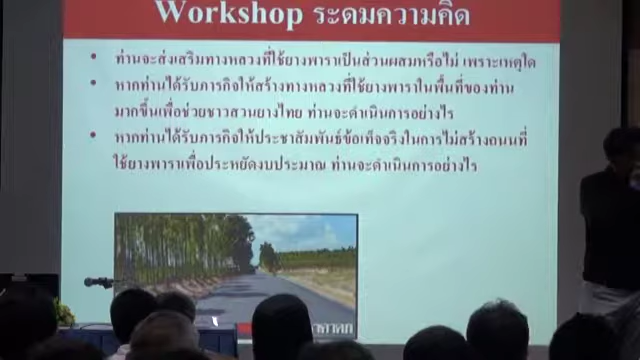 Workshop ระดมความคิด
• ท่านจะส่งเสริมทางหลวงที่ใช้ยางพาราเป็นส่วนผสมหรือไม่ เพราะเหตุใด
• หากท่านได้รับภารกิจให้สร้างทางหลวงที่ใช้ยางพาราในพื้นที่ของท่าน
มากขึ้นเพื่อช่วยชาวสวนยางไทย ท่านจะดำเนินการอย่างไร
• หากท่านได้รับภารกิจให้ประชาสัมพันธ์ข้อเท็จจริงในการไม่สร้างถนนที่
ใช้ยางพาราเพื่อประหยัดงบประมาณ ท่านจะดำเนินการอย่างไร